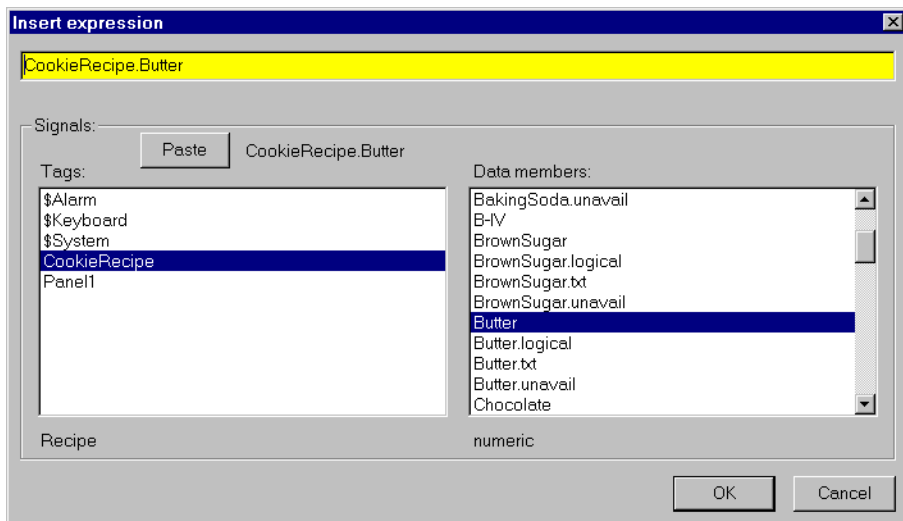 Insert expression
CookieRecipe.Butter
Signals:
Paste CookieRecipe.Butter
Tags:
$Alarm
$Keyboard
$System
CookieRecipe
Panel1
Recipe
Data members:
BakingSoda.unavail
B-IV
BrownSugar
BrownSugar.logical
BrownSugar.txt
BrownSugar.unavail
Butter
Butter.logical
Butter.txt
Butter.unavail
Chocolate
numeric
OK Cancel